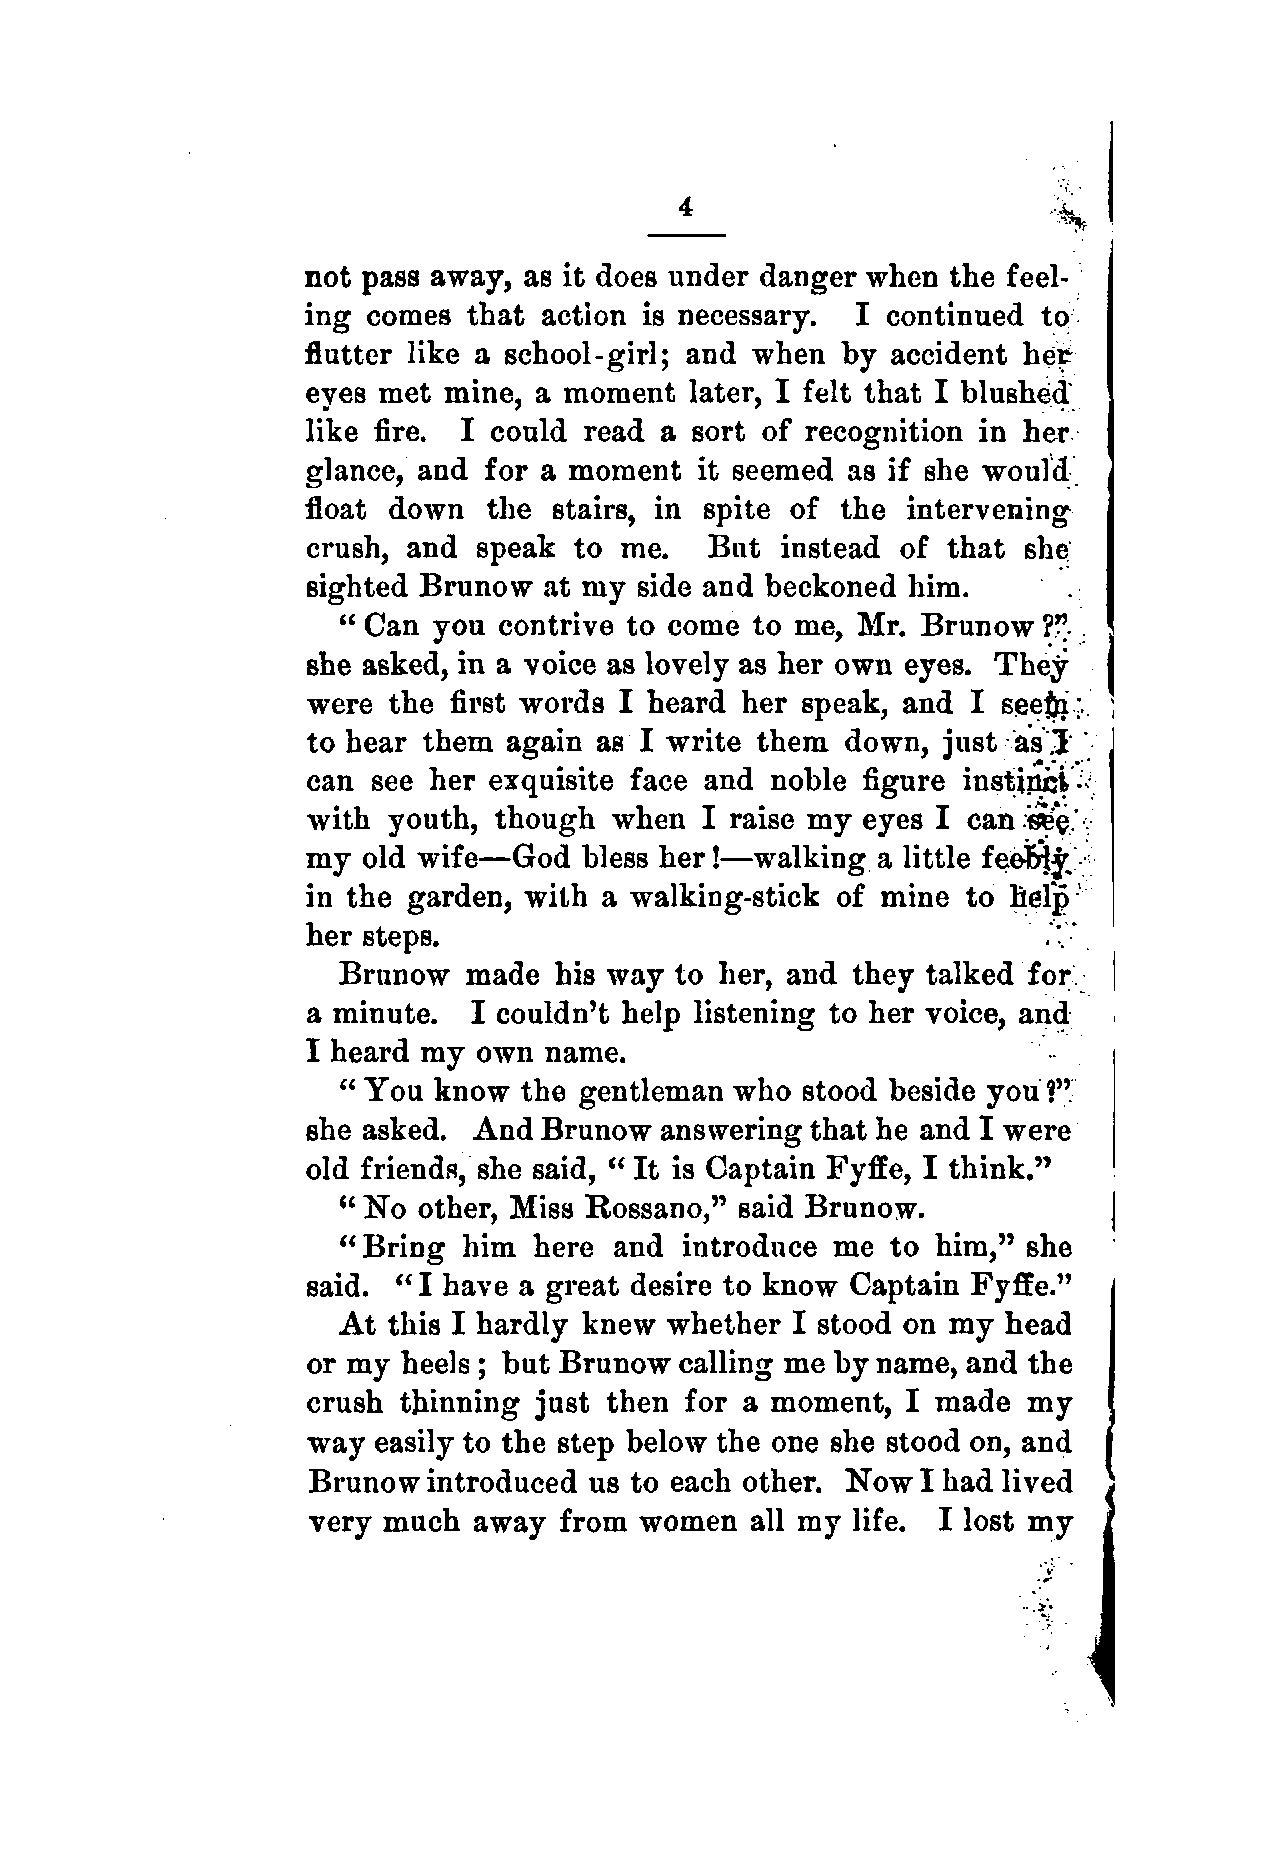 4
not pass away, as it does under danger when the feel-
ing comes that action is necessary. I continued to
flutter like a school-girl; and when by accident her
eyes met mine, a moment later, I felt that I blushed
like fire. I could read a sort of recognition in her
glance, and for a moment it seemed as if she would
float down the stairs, in spite of the intervening
crush, and speak to me. But instead of that she
sighted Brunow at my side and beckoned him.
“ Can you contrive to come to me, Mr. Brunow ?”
she asked, in a voice as lovely as her own eyes. They
were the first words I heard her speak, and I seem
to hear them again as I write them down, just as I
can see her exquisite face and noble figure instinct
with youth, though when I raise my eyes I can see
my old wife—God bless her !—walking a little feebly
in the garden, with a walking-stick of mine to help
her steps.
Brunow made his way to her, and they talked for
a minute. I couldn’t help listening to her voice, and
I heard my own name.
“ You know the gentleman who stood beside you ?”
she asked. And Brunow answering that he and I were
old friends, she said, “ It is Captain Fyffe, I think.”
“ No other, Miss Rossano,” said Brunow.
“ Bring him here and introduce me to him,” she
said. “ I have a great desire to know Captain Fyffe.”
At this I hardly knew whether I stood on my head
or my heels ; but Brunow calling me by name, and the
crush thinning just then for a moment, I made my
way easily to the step below the one she stood on, and
Brunow introduced us to each other. Now I had lived
very much away from women all my life. I lost my